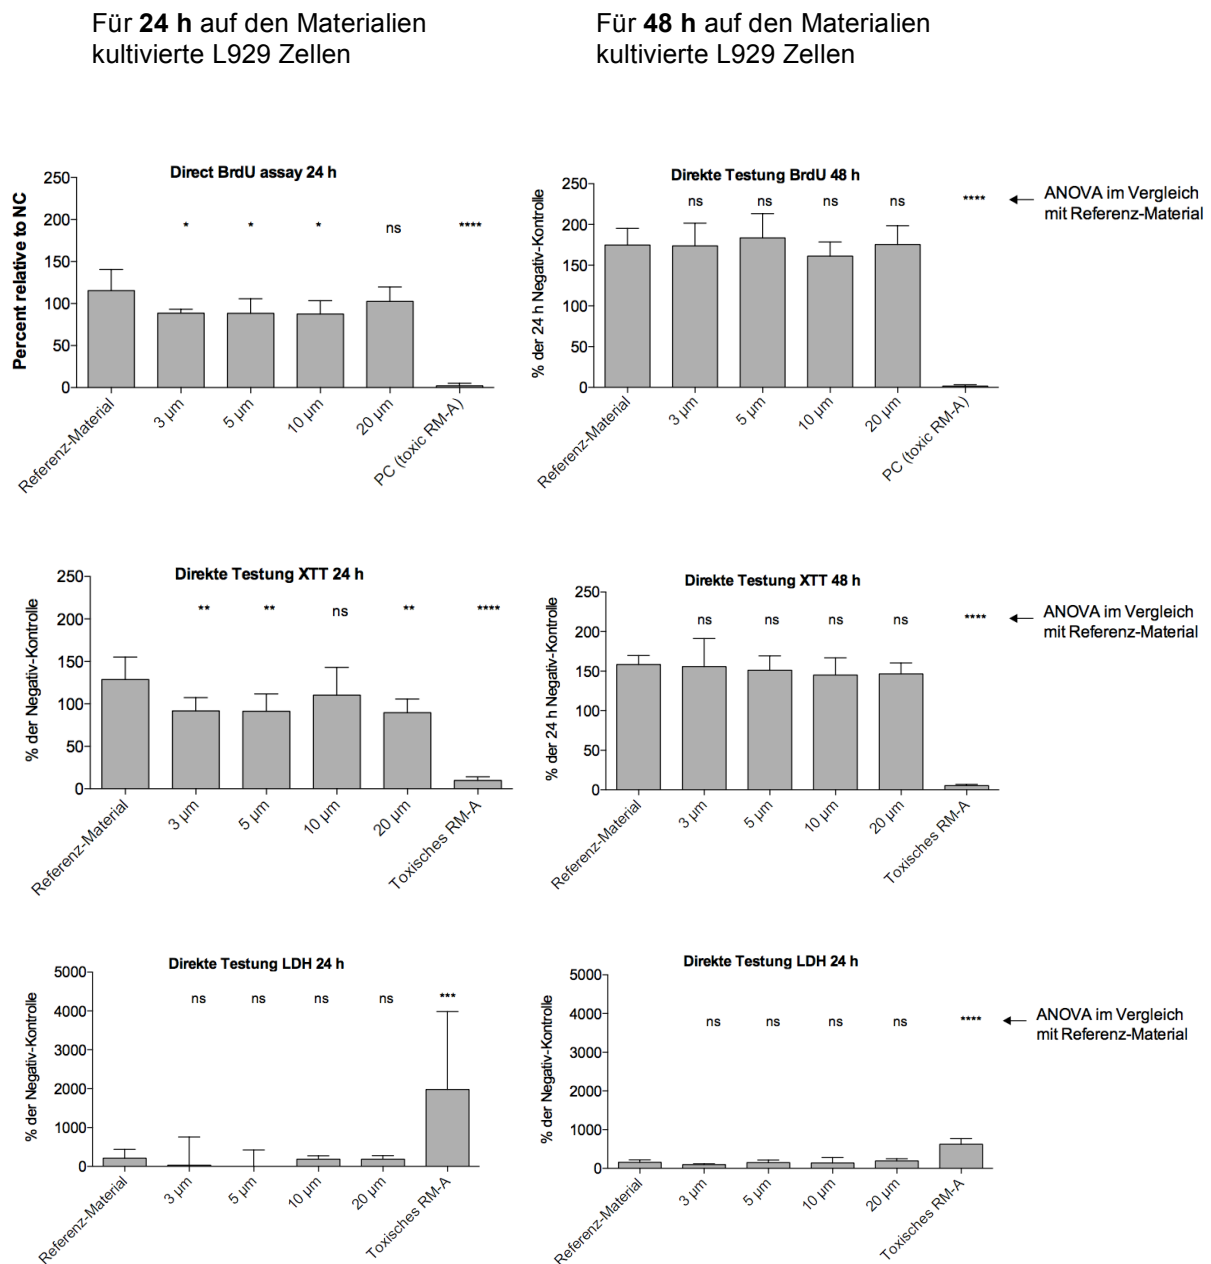 Für 24 h auf den Materialien
kultivierte L929 Zellen
Für 48 h auf den Materialien
kultivierte L929 Zellen
Direct BrdU assay 24 h
Percent relative to NC
250
200
150
100
50
0
* * * ns ****
Referenz-Material
3 µm
5 µm
10 µm
20 µm
PC (toxic RM-A)
Direkte Testung BrdU 48 h
% der 24 h Negativ-Kontrolle
250
200
150
100
50
0
ns ns ns ns ****
ANOVA im Vergleich
mit Referenz-Material
Referenz-Material
3 µm
5 µm
10 µm
20 µm
PC (toxic RM-A)
Direkte Testung XTT 24 h
% der Negativ-Kontrolle
250
200
150
100
50
0
** ** ns ** ****
Referenz-Material
3 µm
5 µm
10 µm
20 µm
Toxisches RM-A
Direkte Testung XTT 48 h
% der 24 h Negativ-Kontrolle
250
200
150
100
50
0
ns ns ns ns ****
ANOVA im Vergleich
mit Referenz-Material
Referenz-Material
3 µm
5 µm
10 µm
20 µm
Toxisches RM-A
Direkte Testung LDH 24 h
% der Negativ-Kontrolle
5000
4000
3000
2000
1000
0
ns ns ns ns ***
Referenz-Material
3 µm
5 µm
10 µm
20 µm
Toxisches RM-A
Direkte Testung LDH 24 h
% der Negativ-Kontrolle
5000
4000
3000
2000
1000
0
ns ns ns ns ****
ANOVA im Vergleich
mit Referenz-Material
Referenz-Material
3 µm
5 µm
10 µm
20 µm
Toxisches RM-A